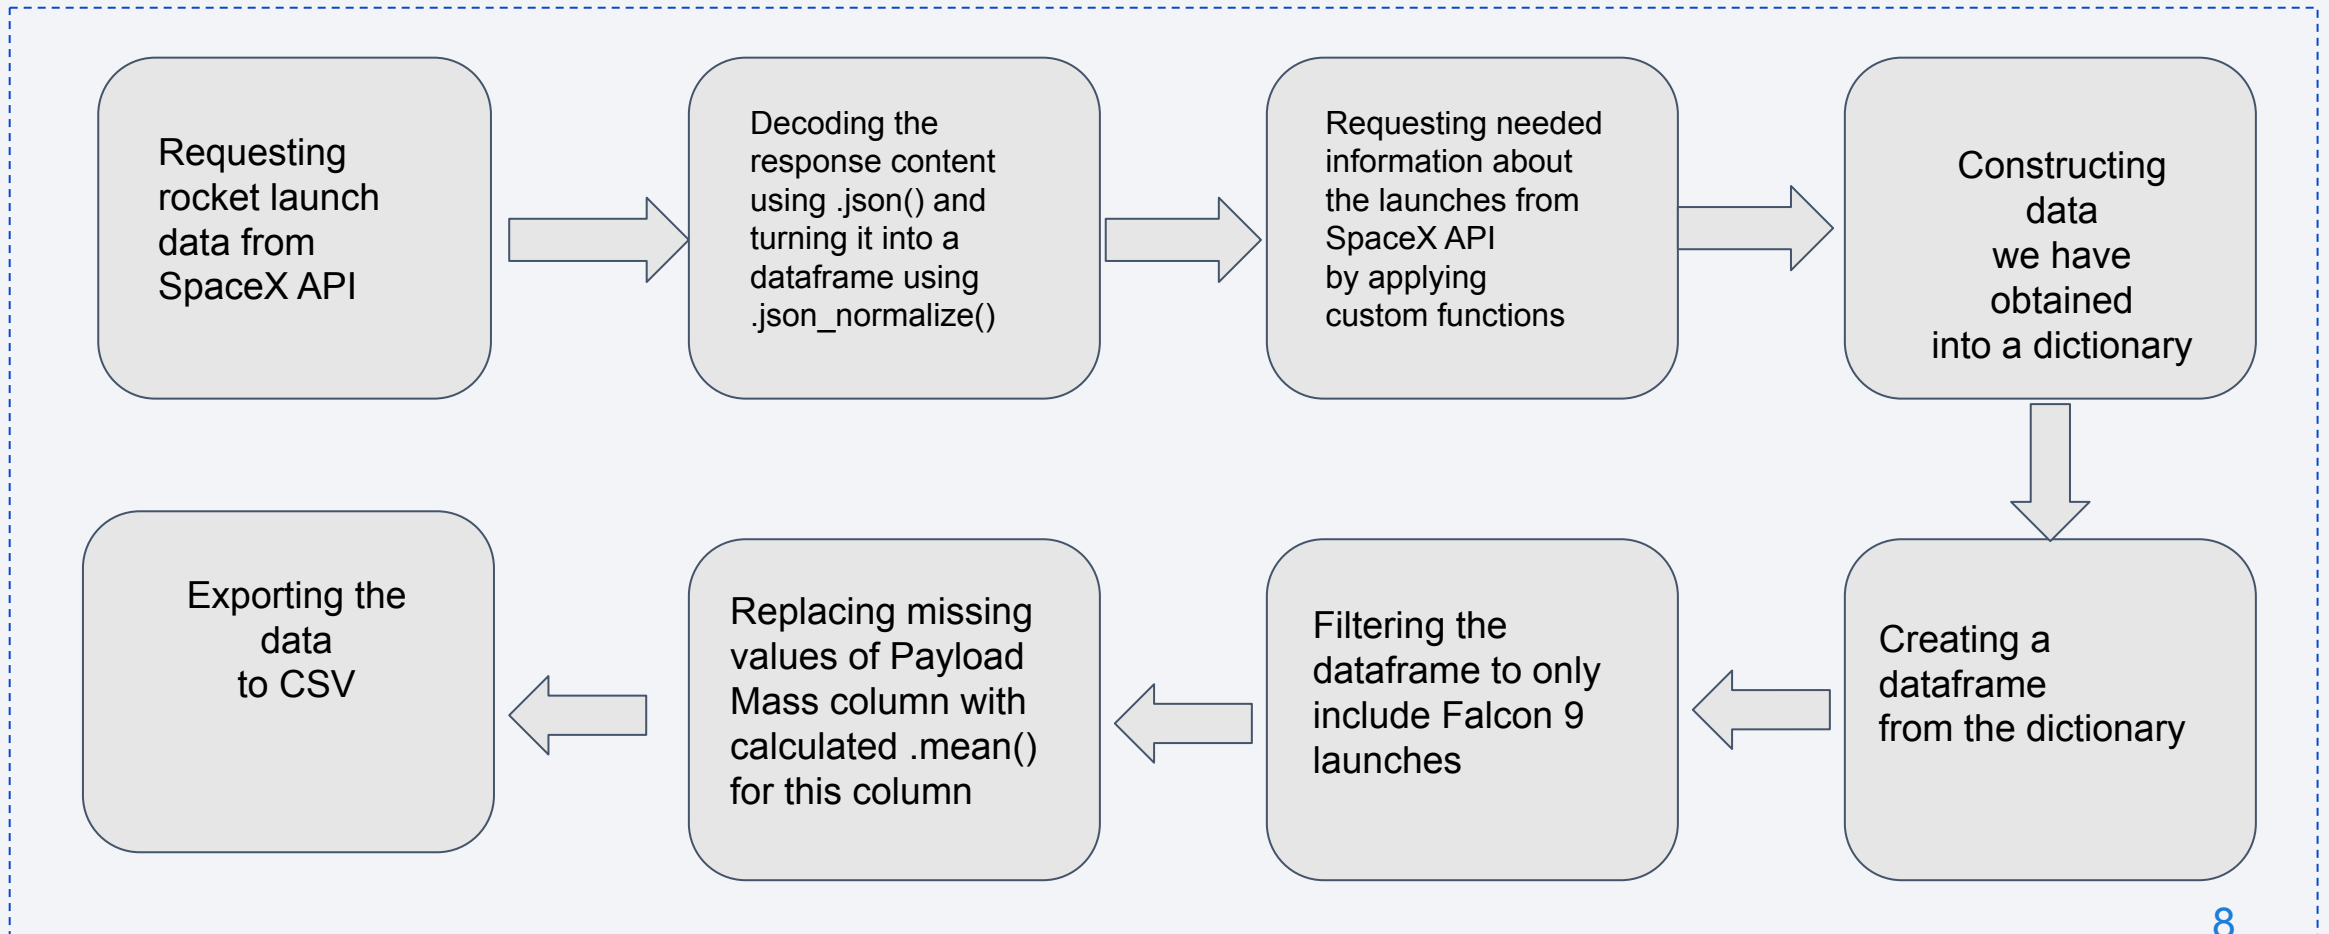 Requesting
rocket launch
data from
SpaceX API
Decoding the
response content
using .json() and
turning it into a
dataframe using
.json_normalize()
Requesting needed
information about
the launches from
SpaceX API
by applying
custom functions
Constructing
data
we have
obtained
into a dictionary
Creating a
dataframe
from the dictionary
Filtering the
dataframe to only
include Falcon 9
launches
Replacing missing
values of Payload
Mass column with
calculated .mean()
for this column
Exporting the
data
to CSV
8